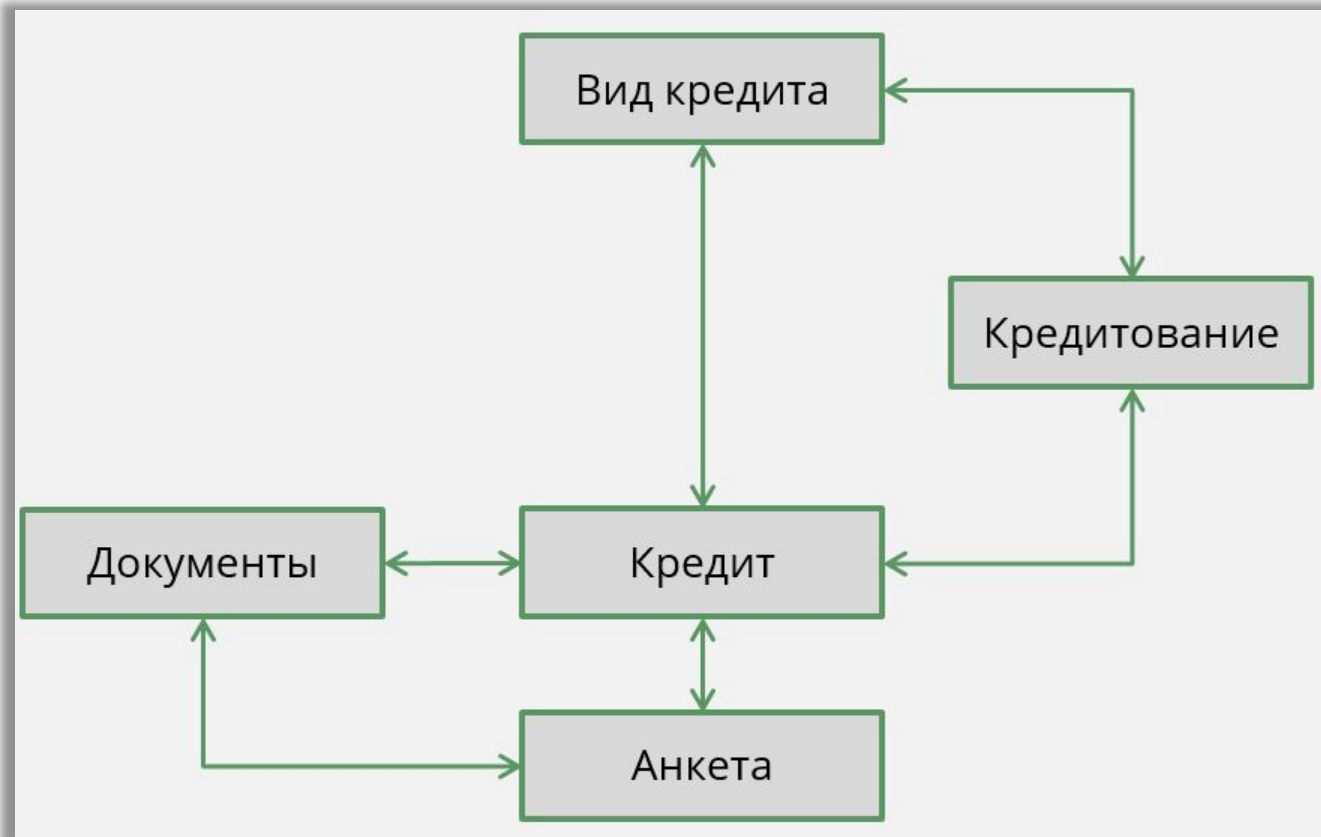 Вид кредита
Кредитование
Документы
Кредит
Анкета